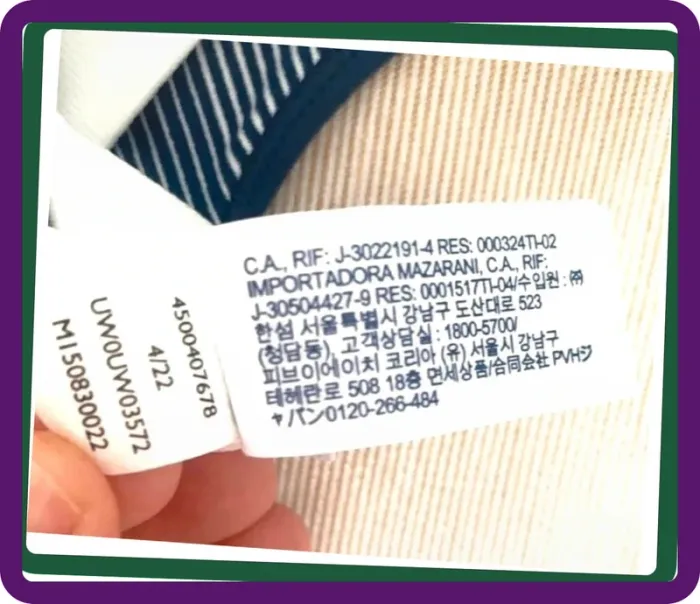 C.A., RIF: J-3022191-4 RES: 000324TI-02
IMPORTADORA MAZARANI, C.A., RIF:
J-30504427-9 RES: 0001517TI-04/수입원 : ㈜
한섬 서울특별시 강남구 도산대로 523
(청담동), 고객상담실 : 1800-5700/
피브이에이치 코리아 (유) 서울시 강남구
테헤란로 508 18층 면세상품/合同会社 PVHジ
ャパン0120-266-484
4500407678
4/22
UW0UW03572
M150830022